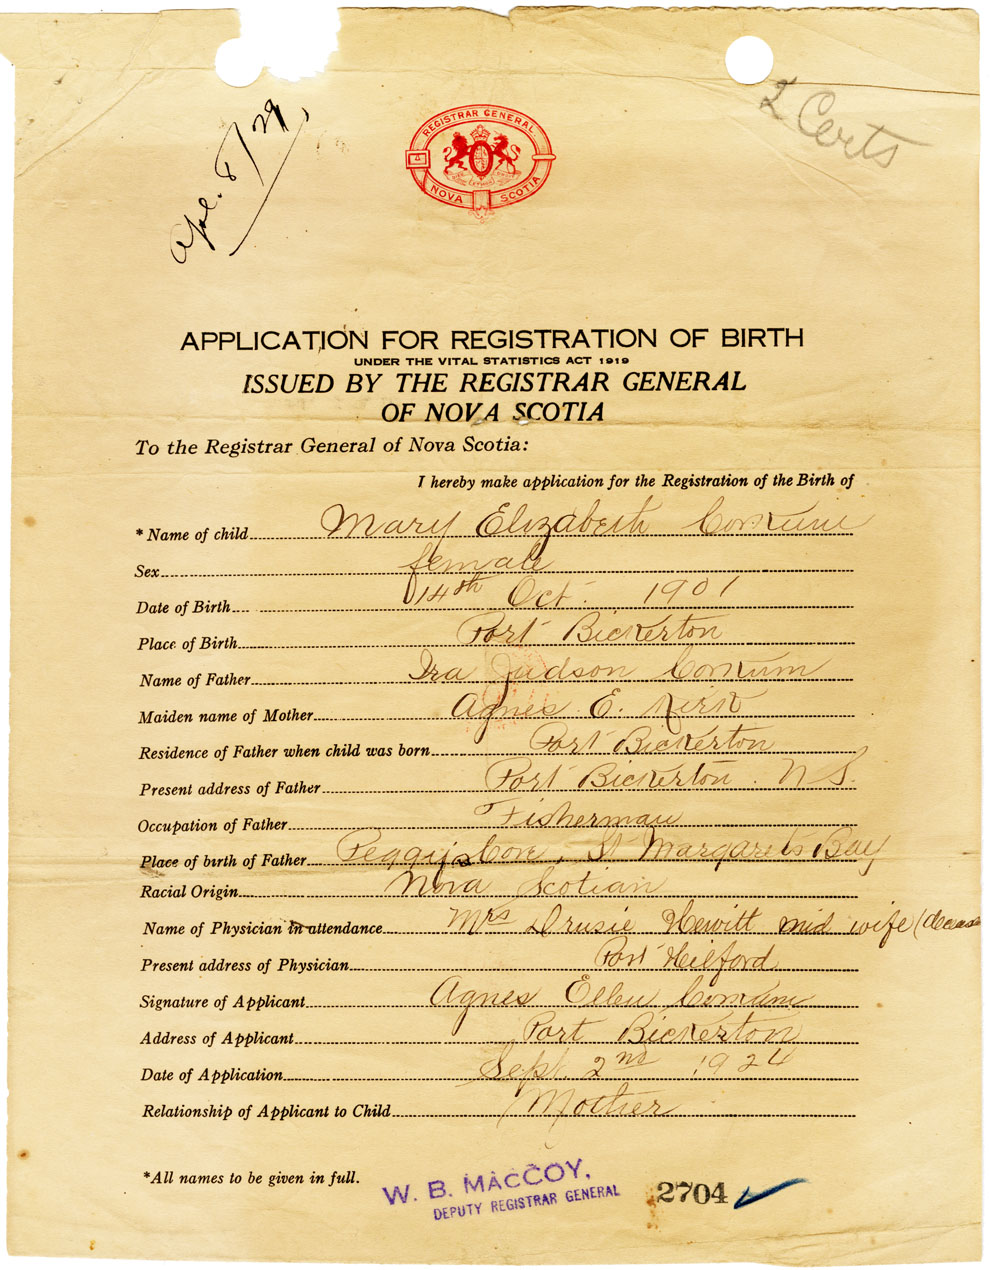 Apl. 8/29
2 Certs
REGISTRAR GENERAL
NOVA SCOTIA
APPLICATION FOR REGISTRATION OF BIRTH
UNDER THE VITAL STATISTICS ACT 1919
ISSUED BY THE REGISTRAR GENERAL
OF NOVA SCOTIA
To the Registrar General of Nova Scotia:
I hereby make application for the Registration of the Birth of
*Name of child Mary Elizabeth
Sex female
Date of Birth 14th Oct. 1901
Place of Birth Port Bickerton
Name of Father Ira Judson
Maiden name of Mother Agnes E. Kirk
Residence of Father when child was born Port Bickerton
Present address of Father Port Bickerton. N S.
Occupation of Father Fisherman
Place of birth of Father Peggy's Cove, St Margarets Bay
Racial Origin Nova Scotian
Name of Physician in attendance Mrs Drusie Hewitt mid wife (decease
Present address of Physician Port Hilford
Signature of Applicant Agnes Ellen
Address of Applicant Port Bickerton
Date of Application Sept 2nd 1924
Relationship of Applicant to Child Mother
*All names to be given in full.
W. B. MACCOY,
DEPUTY REGISTRAR GENERAL
2704